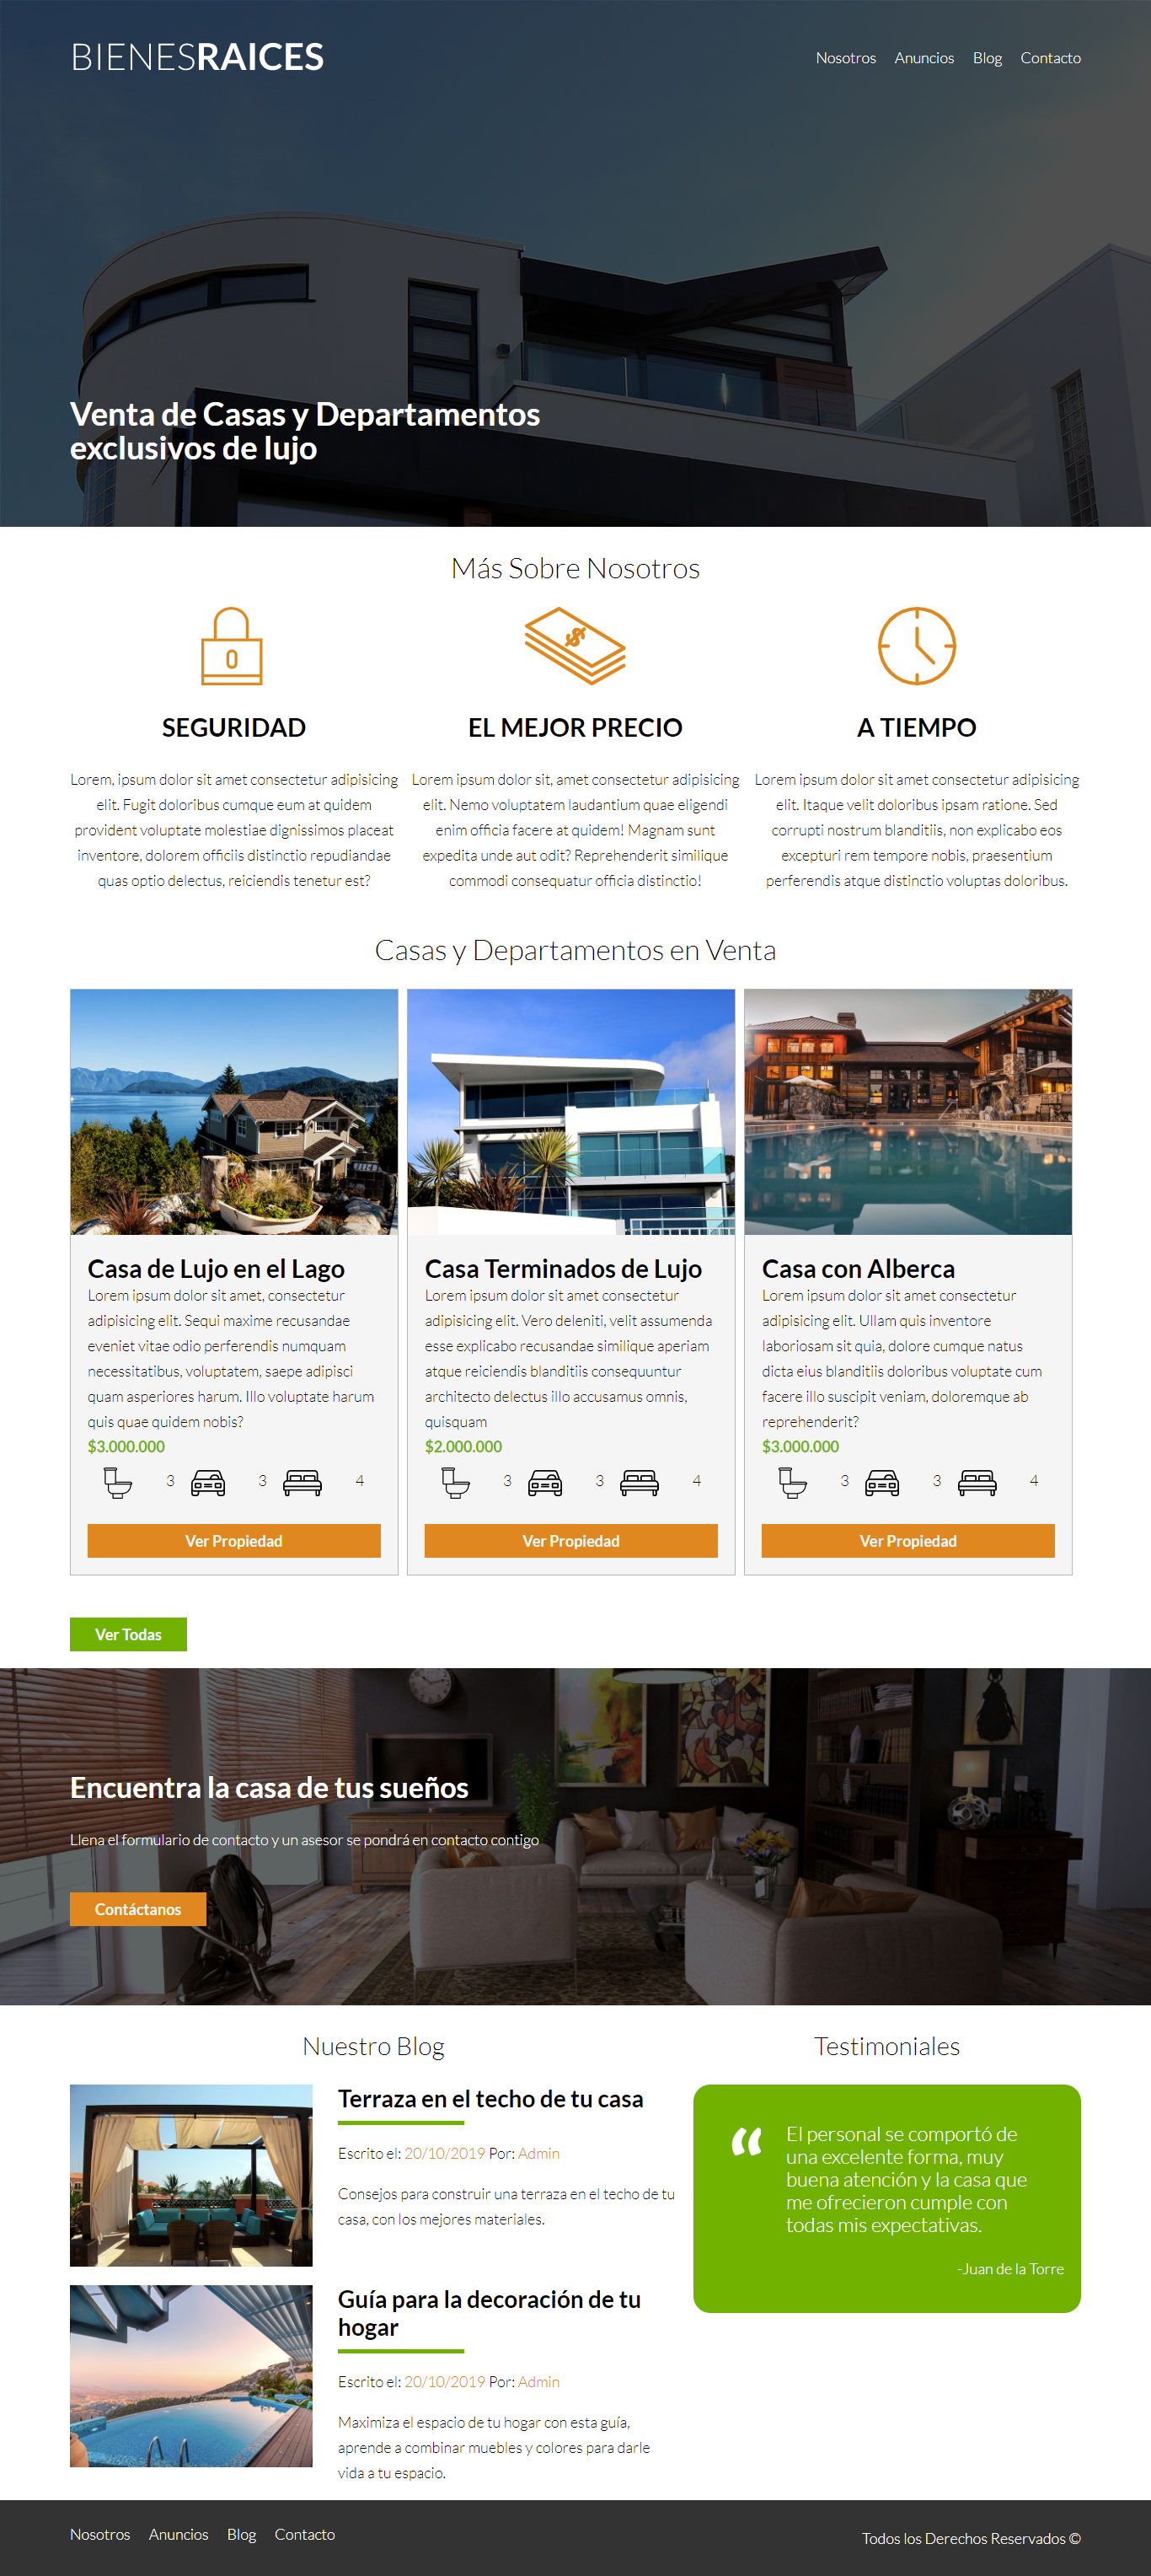 BIENESRAICES
Nosotros Anuncios Blog Contacto
Venta de Casas y Departamentos
exclusivos de lujo
Más Sobre Nosotros
SEGURIDAD
Lorem, ipsum dolor sit amet consectetur adipisicing
elit. Fugit doloribus cumque eum at quidem
provident voluptate molestiae dignissimos placeat
inventore, dolorem officiis distinctio repudiandae
quas optio delectus, reiciendis tenetur est?
EL MEJOR PRECIO
Lorem ipsum dolor sit, amet consectetur adipisicing
elit. Nemo voluptatem laudantium quae eligendi
enim officia facere at quidem! Magnam sunt
expedita unde aut odit? Reprehenderit similique
commodi consequatur officia distinctio!
A TIEMPO
Lorem ipsum dolor sit amet consectetur adipisicing
elit. Itaque velit doloribus ipsam ratione. Sed
corrupti nostrum blanditiis, non explicabo eos
excepturi rem tempore nobis, praesentium
perferendis atque distinctio voluptas doloribus.
Casas y Departamentos en Venta
Casa de Lujo en el Lago
Lorem ipsum dolor sit amet, consectetur
adipisicing elit. Sequi maxime recusandae
eveniet vitae odio perferendis numquam
necessitatibus, voluptatem, saepe adipisci
quam asperiores harum. Illo voluptate harum
quis quae quidem nobis?
$3.000.000
3 3 4
Ver Propiedad
Casa Terminados de Lujo
Lorem ipsum dolor sit amet consectetur
adipisicing elit. Vero deleniti, velit assumenda
esse explicabo recusandae similique aperiam
atque reiciendis blanditiis consequuntur
architecto delectus illo accusamus omnis,
quisquam
$2.000.000
3 3 4
Ver Propiedad
Casa con Alberca
Lorem ipsum dolor sit amet consectetur
adipisicing elit. Ullam quis inventore
laboriosam sit quia, dolore cumque natus
dicta eius blanditiis doloribus voluptate cum
facere illo suscipit veniam, doloremque ab
reprehenderit?
$3.000.000
3 3 4
Ver Propiedad
Ver Todas
Encuentra la casa de tus sueños
Llena el formulario de contacto y un asesor se pondrá en contacto contigo
Contáctanos
Nuestro Blog
Terraza en el techo de tu casa
Escrito el: 20/10/2019 Por: Admin
Consejos para construir una terraza en el techo de tu
casa, con los mejores materiales.
Guía para la decoración de tu
hogar
Escrito el: 20/10/2019 Por: Admin
Maximiza el espacio de tu hogar con esta guía,
aprende a combinar muebles y colores para darle
vida a tu espacio.
Testimoniales
“ El personal se comportó de
una excelente forma, muy
buena atención y la casa que
me ofrecieron cumple con
todas mis expectativas.
-Juan de la Torre
Nosotros Anuncios Blog Contacto
Todos los Derechos Reservados ©